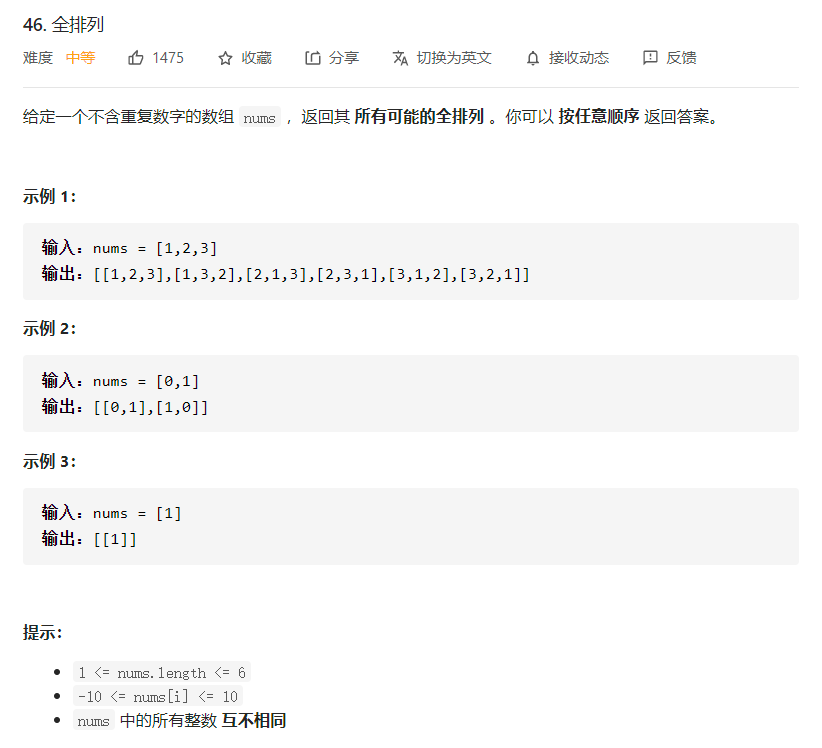 46. 全排列
难度 中等 1475 收藏 分享 切换为英文 接收动态 反馈
给定一个不含重复数字的数组 nums ，返回其 所有可能的全排列 。你可以 按任意顺序 返回答案。
示例 1：
输入：nums = [1,2,3]
输出：[[1,2,3],[1,3,2],[2,1,3],[2,3,1],[3,1,2],[3,2,1]]
示例 2：
输入：nums = [0,1]
输出：[[0,1],[1,0]]
示例 3：
输入：nums = [1]
输出：[[1]]
提示：
1 <= nums.length <= 6
-10 <= nums[i] <= 10
nums 中的所有整数 互不相同